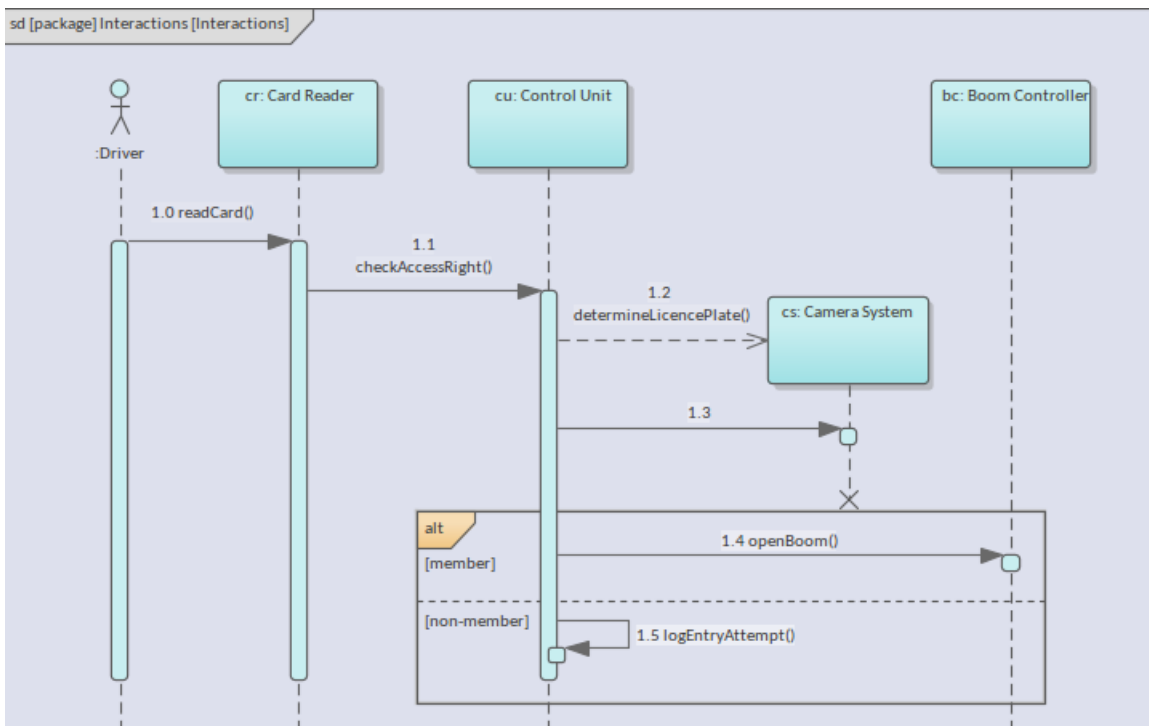 sd [package] Interactions [Interactions]
:Driver
cr: Card Reader
cu: Control Unit
bc: Boom Controller
1.0 readCard()
1.1
checkAccessRight()
1.2
determineLicencePlate()
cs: Camera System
1.3
alt
[member]
1.4 openBoom()
[non-member]
1.5 logEntryAttempt()